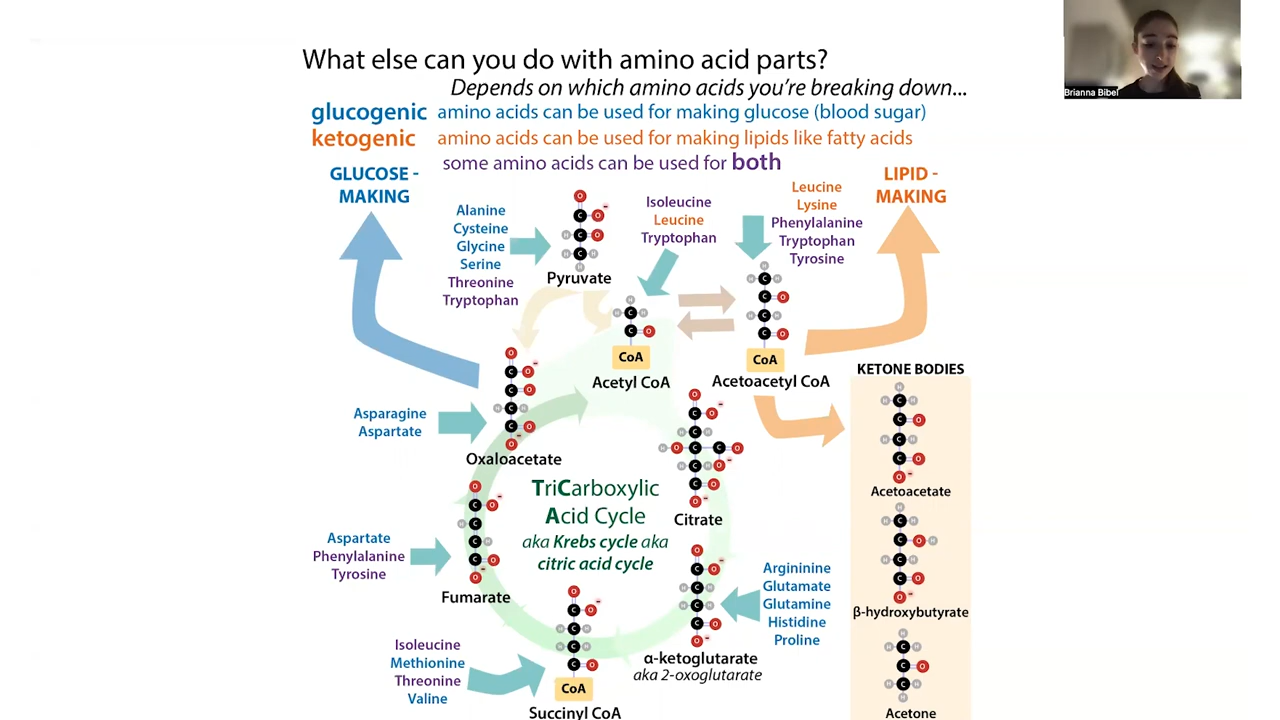 Brianna Bibel
What else can you do with amino acid parts?
Depends on which amino acids you're breaking down...
glucogenic amino acids can be used for making glucose (blood sugar)
ketogenic amino acids can be used for making lipids like fatty acids
some amino acids can be used for both
GLUCOSE -
MAKING
LIPID -
MAKING
Alanine
Cysteine
Glycine
Serine
Threonine
Tryptophan
Pyruvate
Isoleucine
Leucine
Tryptophan
Leucine
Lysine
Phenylalanine
Tryptophan
Tyrosine
CoA
Acetyl CoA
CoA
Acetoacetyl CoA
KETONE BODIES
Asparagine
Aspartate
Oxaloacetate
TriCarboxylic
Acid Cycle
aka Krebs cycle aka
citric acid cycle
Citrate
Acetoacetate
Aspartate
Phenylalanine
Tyrosine
Fumarate
Argininine
Glutamate
Glutamine
Histidine
Proline
α-ketoglutarate
aka 2-oxoglutarate
β-hydroxybutyrate
Isoleucine
Methionine
Threonine
Valine
CoA
Succinyl CoA
Acetone